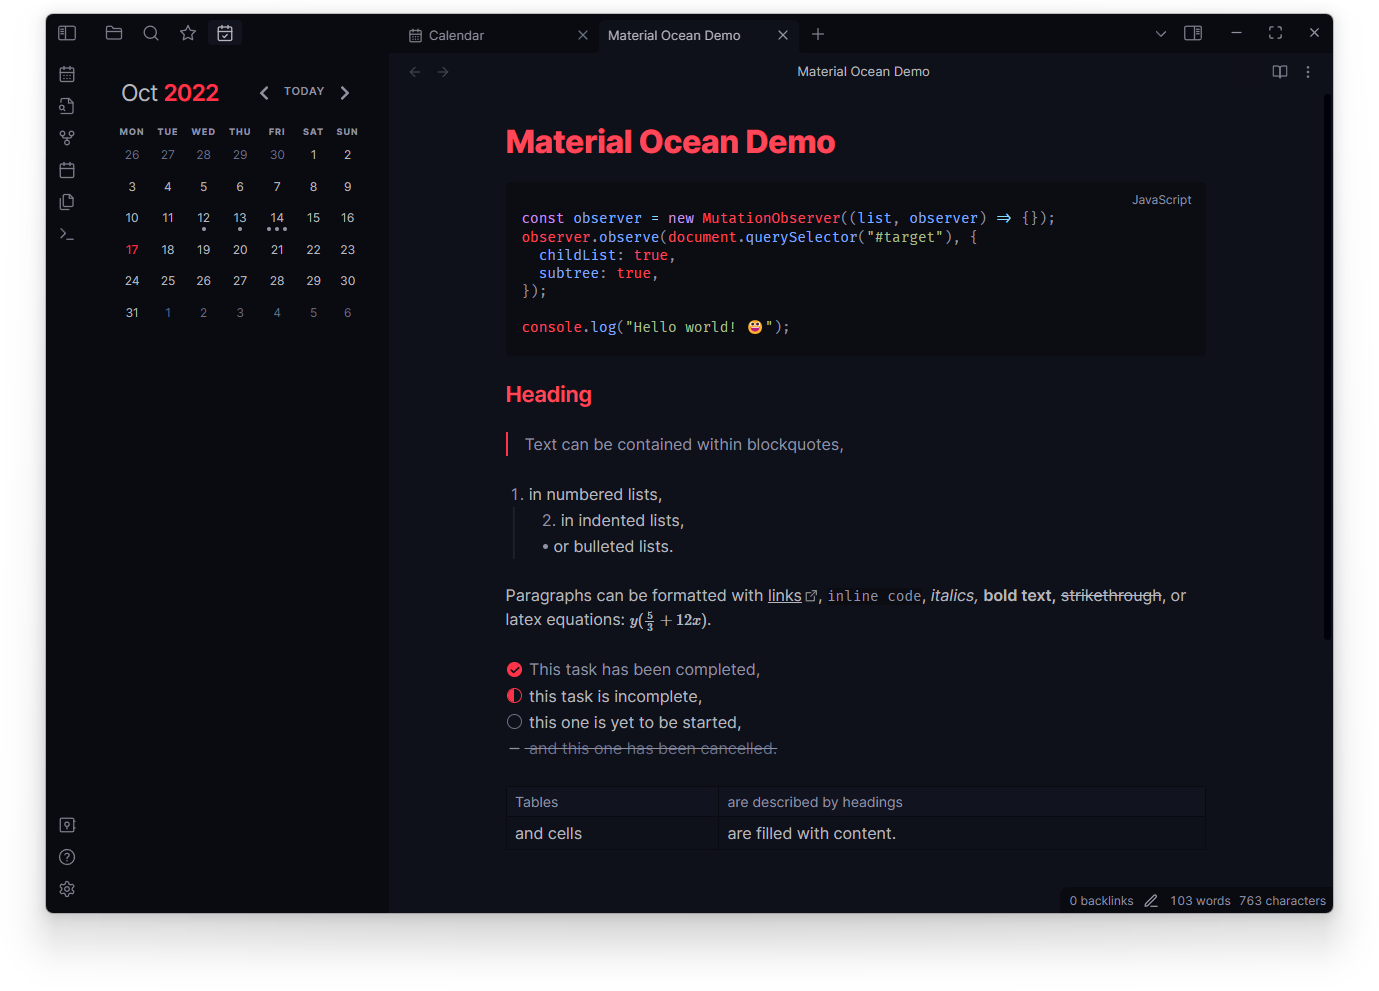 Calendar
Material Ocean Demo
Material Ocean Demo
Oct 2022
TODAY
MON TUE WED THU FRI SAT SUN
26 27 28 29 30 1 2
3 4 5 6 7 8 9
10 11 12 13 14 15 16
17 18 19 20 21 22 23
24 25 26 27 28 29 30
31 1 2 3 4 5 6
Material Ocean Demo
JavaScript
const observer = new MutationObserver((list, observer) => {});
observer.observe(document.querySelector("#target"), {
  childList: true,
  subtree: true,
});
console.log("Hello world! 😀");
Heading
Text can be contained within blockquotes,
1. in numbered lists,
2. in indented lists,
• or bulleted lists.
Paragraphs can be formatted with links, inline code, italics, bold text, strikethrough, or
latex equations: y(5/3 + 12x).
This task has been completed,
this task is incomplete,
this one is yet to be started,
and this one has been cancelled.
Tables are described by headings
and cells are filled with content.
0 backlinks 103 words 763 characters